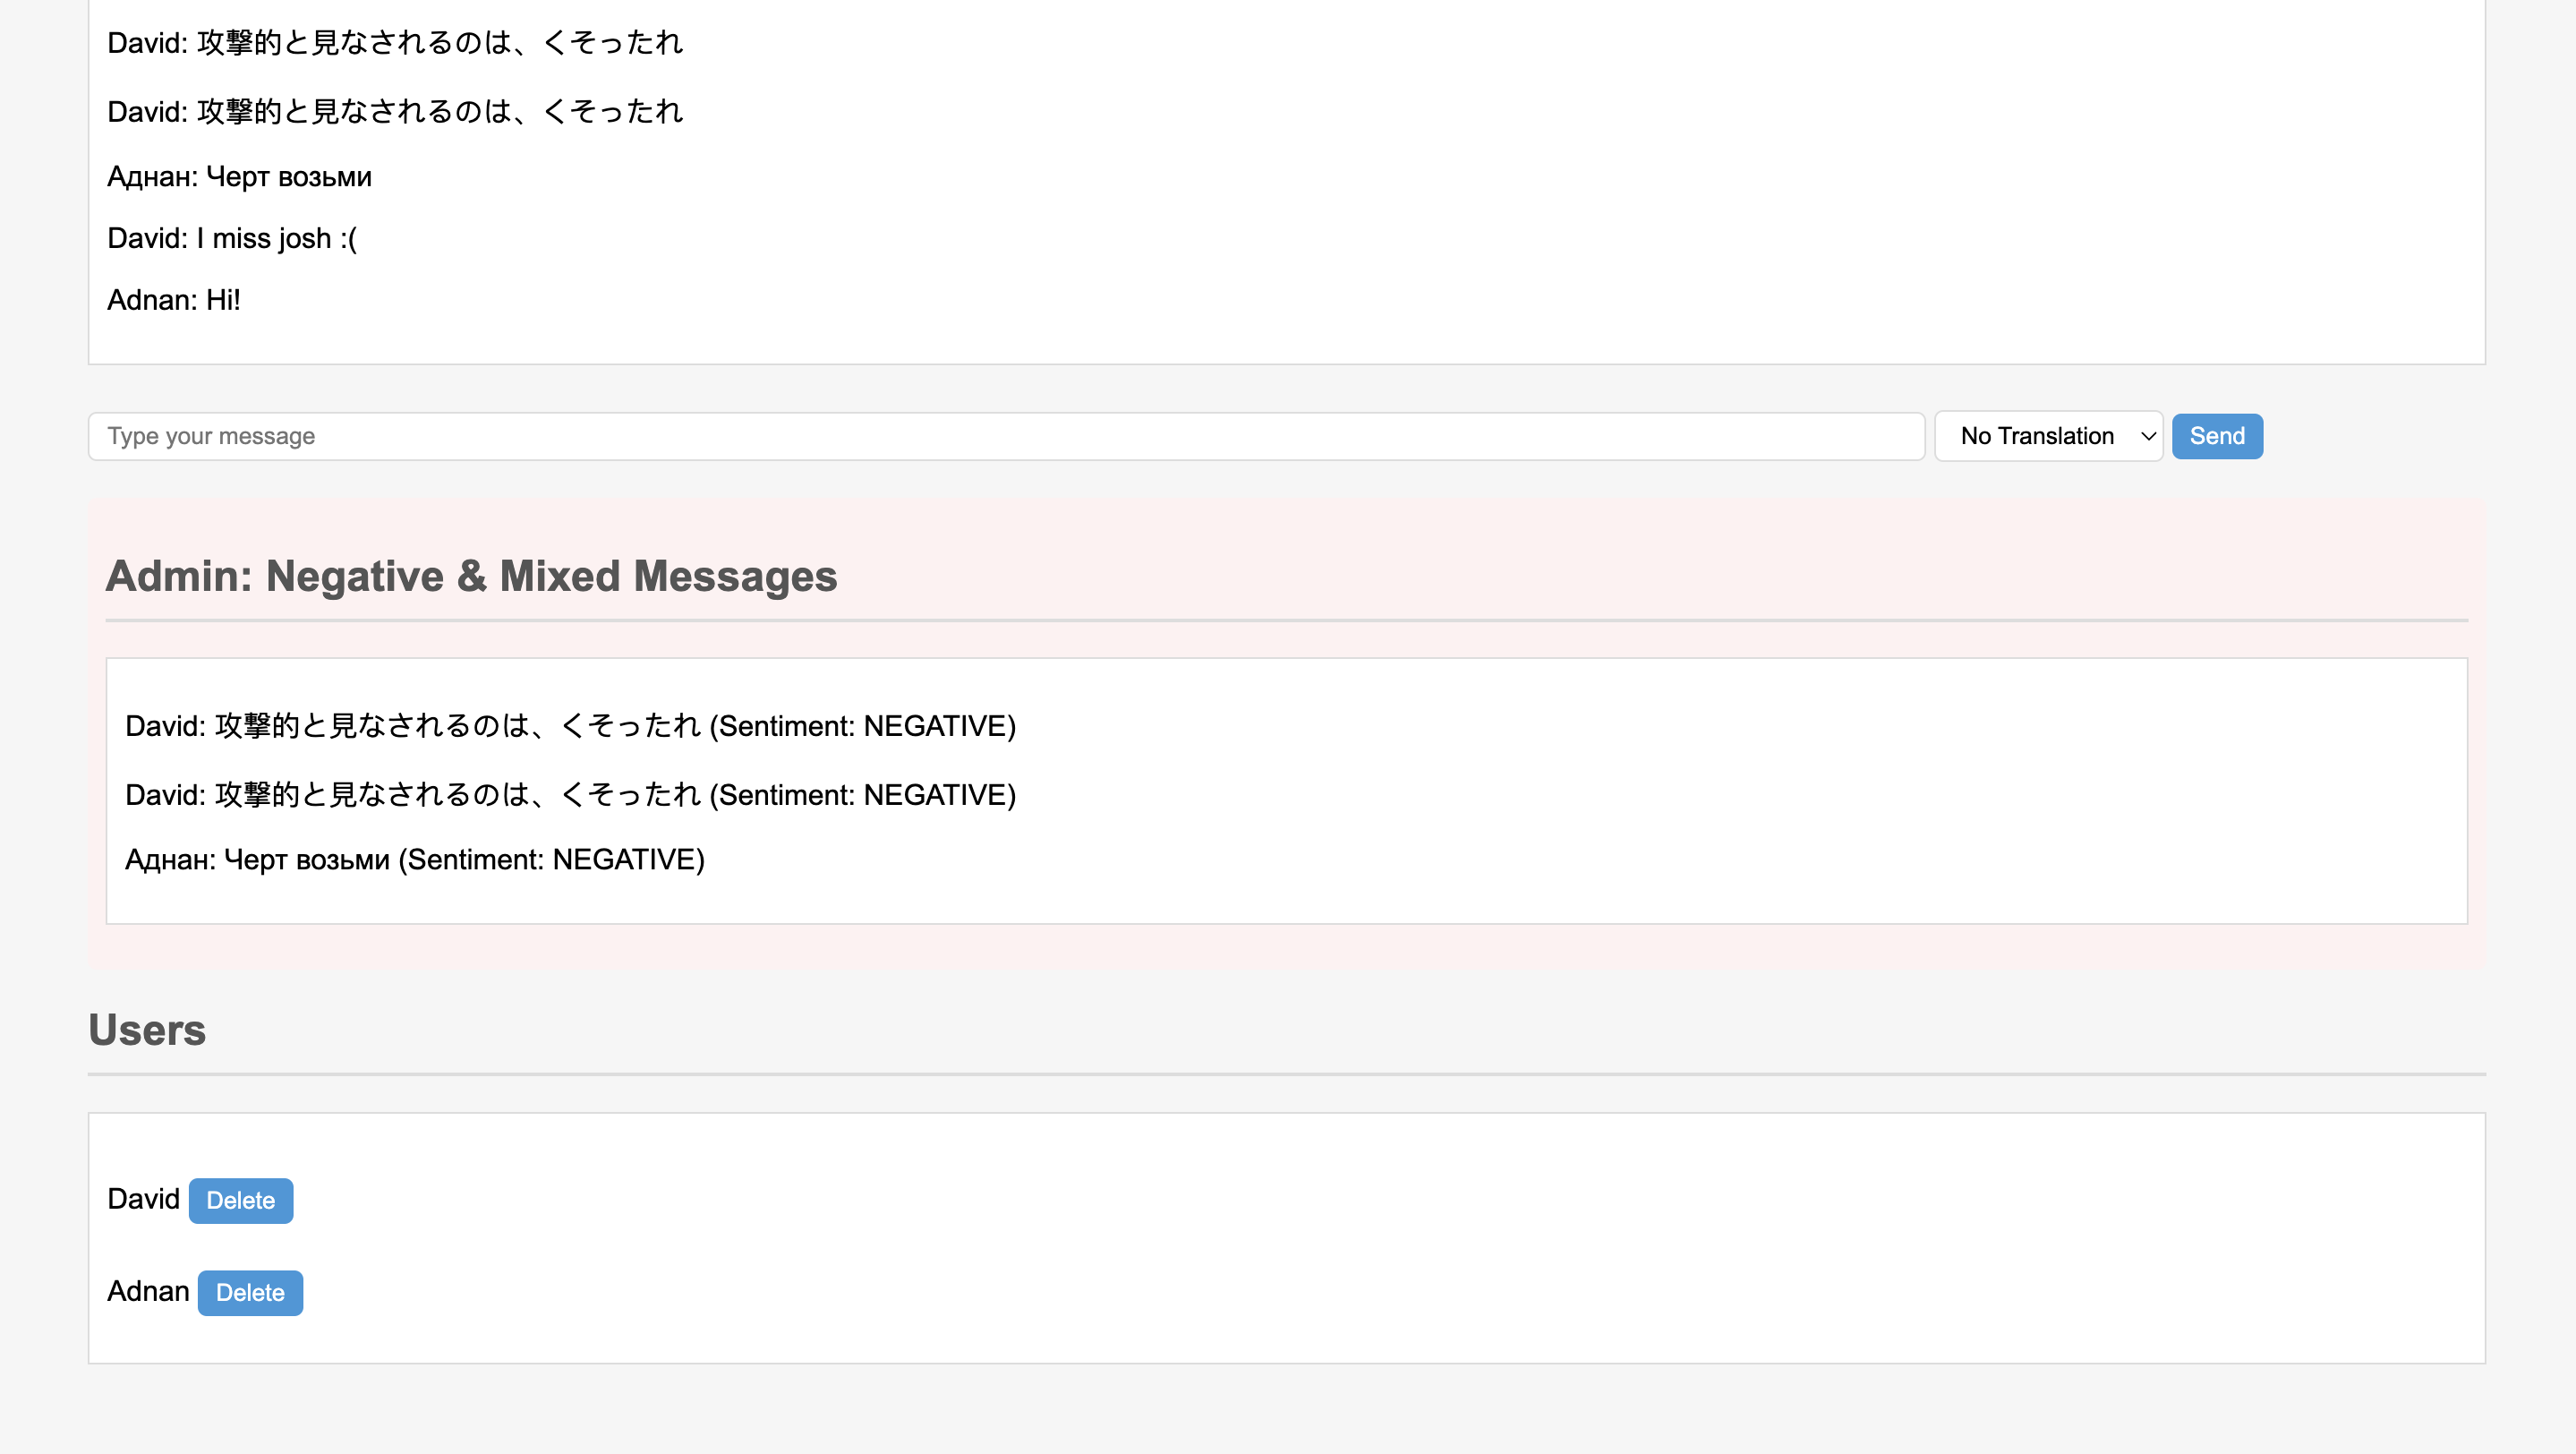 David: 攻撃的と見なされるのは、くそったれ
David: 攻撃的と見なされるのは、くそったれ
Аднан: Черт возьми
David: I miss josh :(
Adnan: Hi!
Type your message
No Translation
Send
Admin: Negative & Mixed Messages
David: 攻撃的と見なされるのは、くそったれ (Sentiment: NEGATIVE)
David: 攻撃的と見なされるのは、くそったれ (Sentiment: NEGATIVE)
Аднан: Черт возьми (Sentiment: NEGATIVE)
Users
David Delete
Adnan Delete